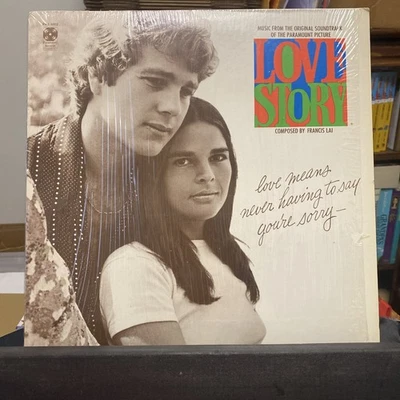 MUSIC FROM THE ORIGINAL SOUNDTRACK
OF THE PARAMOUNT PICTURE
LOVE
STORY
COMPOSED BY FRANCIS LAI
love means
never having to say
you're sorry—